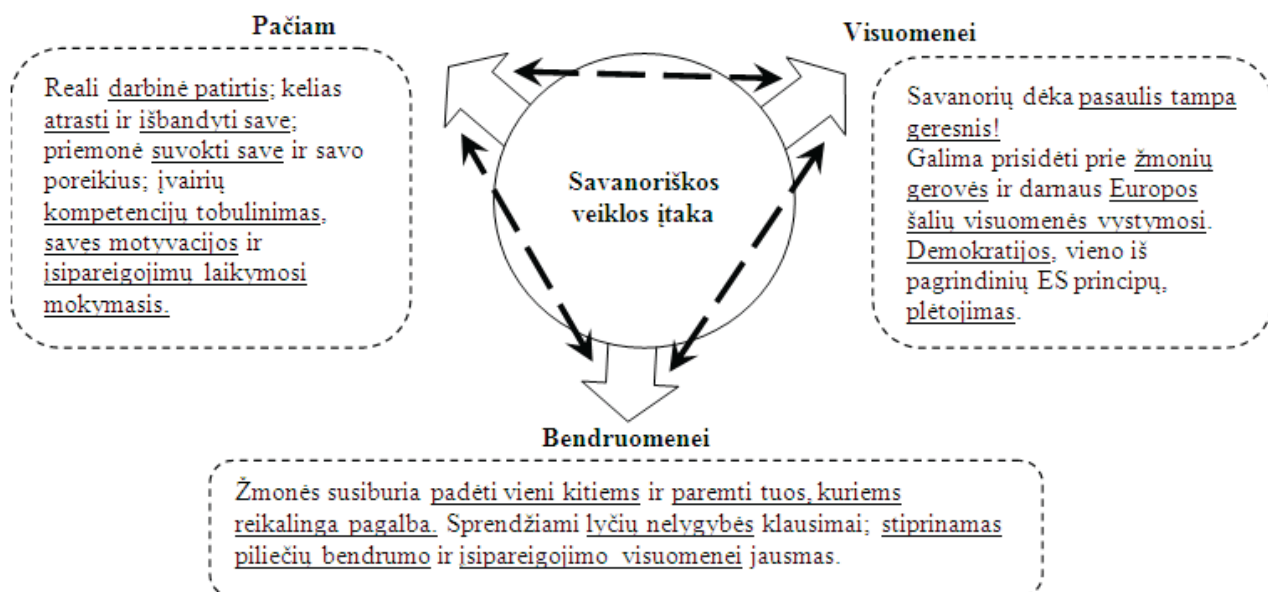 Pačiam
Reali darbinė patirtis; kelias
atrasti ir išbandyti save;
priemonė suvokti save ir savo
poreikius; įvairių
kompetencijų tobulinimas,
savęs motyvacijos ir
įsipareigojimų laikymosi
mokymasis.
Visuomenei
Savanorių dėka pasaulis tampa
geresnis!
Galima prisidėti prie žmonių
gerovės ir darnaus Europos
šalių visuomenės vystymosi.
Demokratijos, vieno iš
pagrindinių ES principų,
plėtojimas.
Savanoriškos
veiklos įtaka
Bendruomenei
Žmonės susiburia padėti vieni kitiems ir paremti tuos, kuriems
reikalinga pagalba. Sprendžiami lyčių nelygybės klausimai; stiprinamas
piliečių bendrumo ir įsipareigojimo visuomenei jausmas.